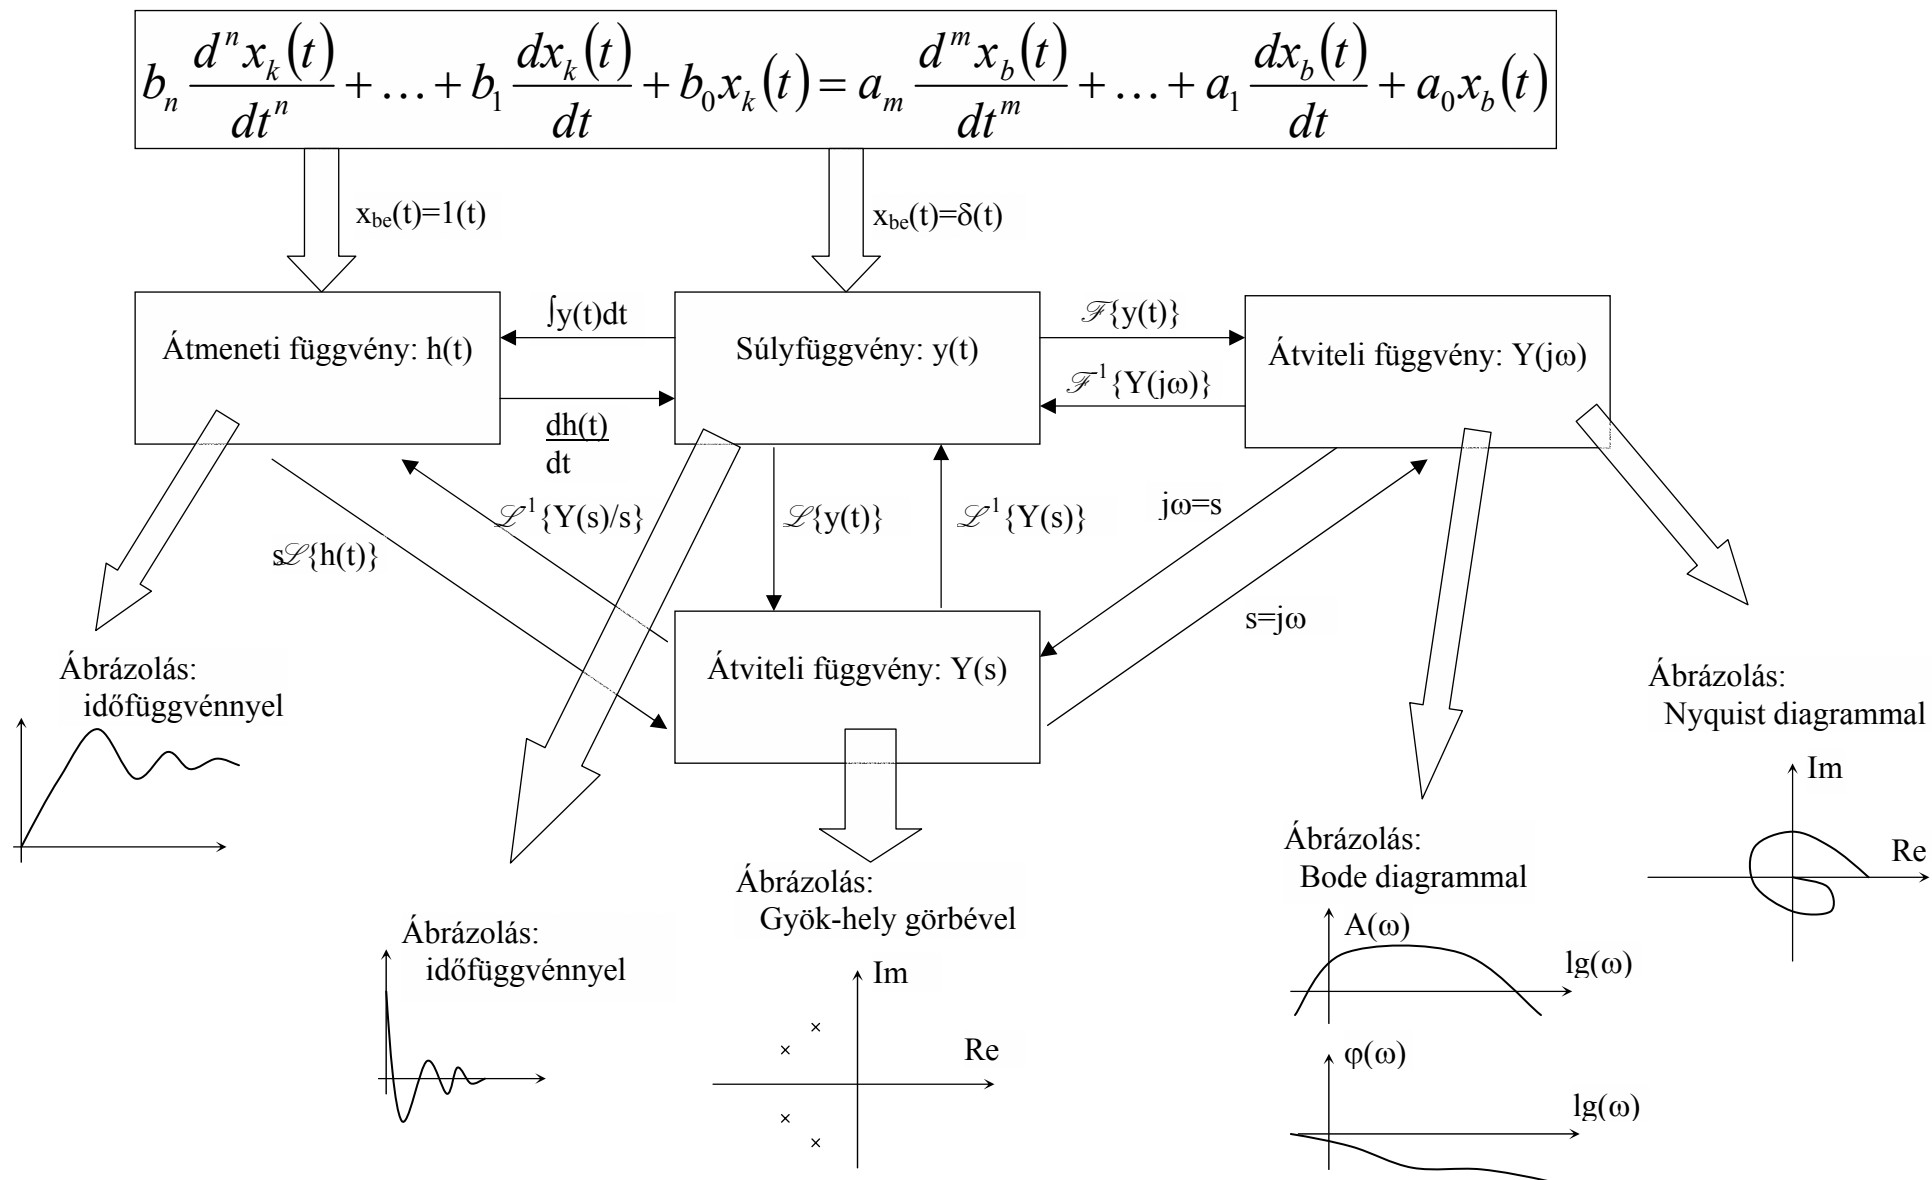 b_n d^n x_k(t)/dt^n + … + b_1 dx_k(t)/dt + b_0 x_k(t) = a_m d^m x_b(t)/dt^m + … + a_1 dx_b(t)/dt + a_0 x_b(t)
x_be(t)=1(t)
x_be(t)=δ(t)
Átmeneti függvény: h(t)
∫y(t)dt
dh(t)
dt
Súlyfüggvény: y(t)
ℱ{y(t)}
ℱ^1{Y(jω)}
Átviteli függvény: Y(jω)
sℒ{h(t)}
ℒ^-1{Y(s)/s}
ℒ{y(t)}
ℒ^1{Y(s)}
jω=s
s=jω
Átviteli függvény: Y(s)
Ábrázolás:
időfüggvénnyel
Ábrázolás:
időfüggvénnyel
Ábrázolás:
Gyök-hely görbével
Im
Re
Ábrázolás:
Bode diagrammal
A(ω)
lg(ω)
φ(ω)
lg(ω)
Ábrázolás:
Nyquist diagrammal
Im
Re